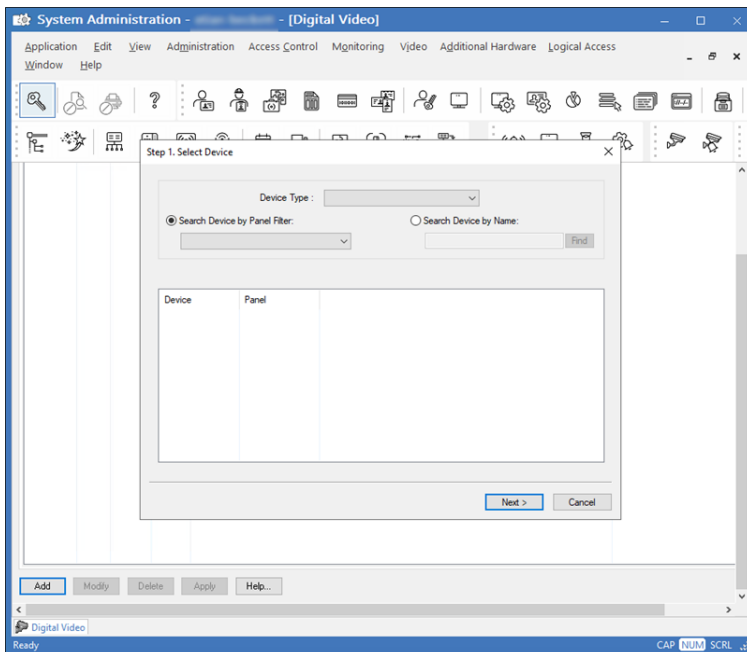 System Administration - - [Digital Video]
Application Edit View Administration Access Control Monitoring Video Additional Hardware Logical Access
Window Help
Step 1. Select Device
Device Type :
Search Device by Panel Filter: Search Device by Name:
Find
Device Panel
Next > Cancel
Add Modify Delete Apply Help...
Digital Video
Ready CAP NUM SCRL